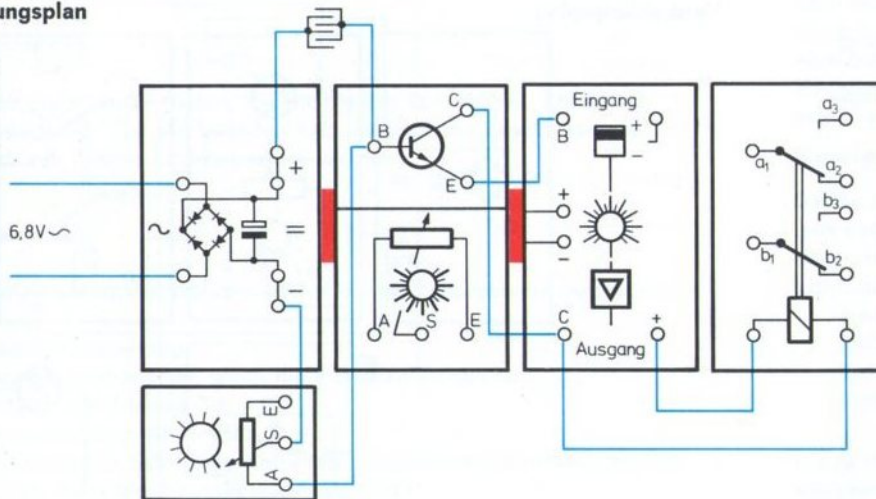 ungsplan
6,8V~
~
+
=
−
B
C
E
A
S
E
Eingang
B
+
−
+
−
C
+
Ausgang
a₃
a₁
a₂
b₃
b₁
b₂
E
S
A